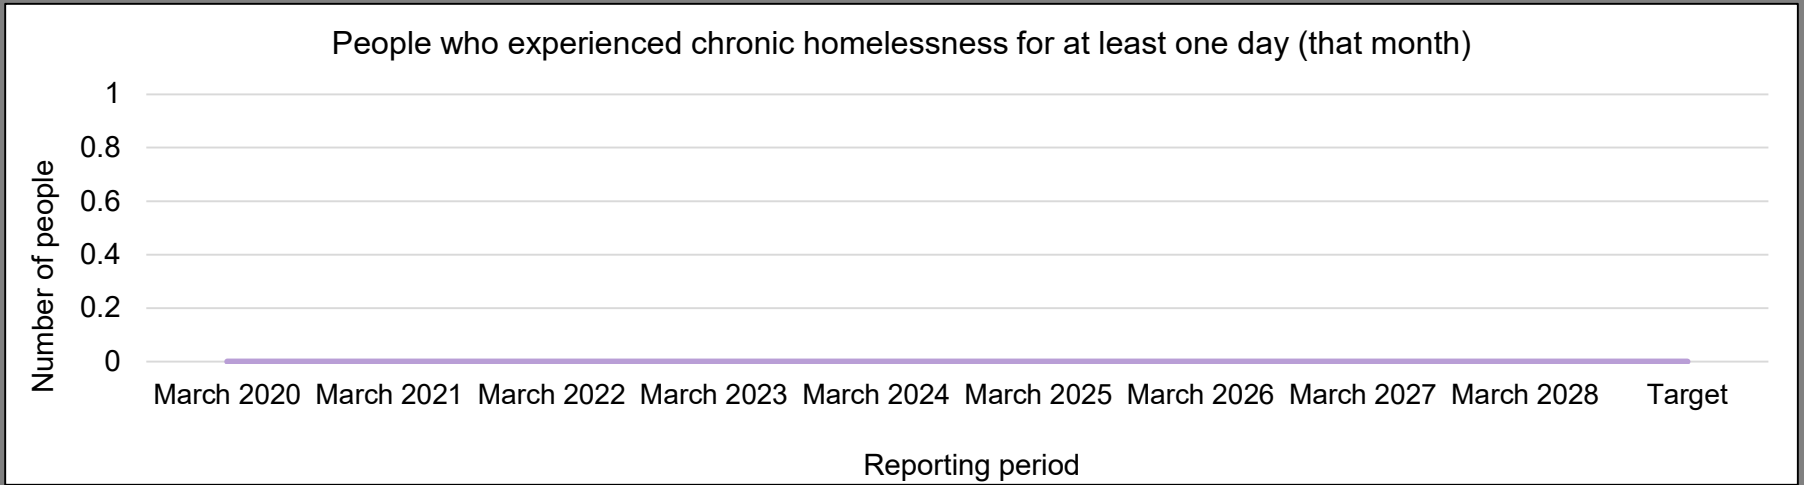 People who experienced chronic homelessness for at least one day (that month)
Number of people
1
0.8
0.6
0.4
0.2
0
March 2020 March 2021 March 2022 March 2023 March 2024 March 2025 March 2026 March 2027 March 2028 Target
Reporting period